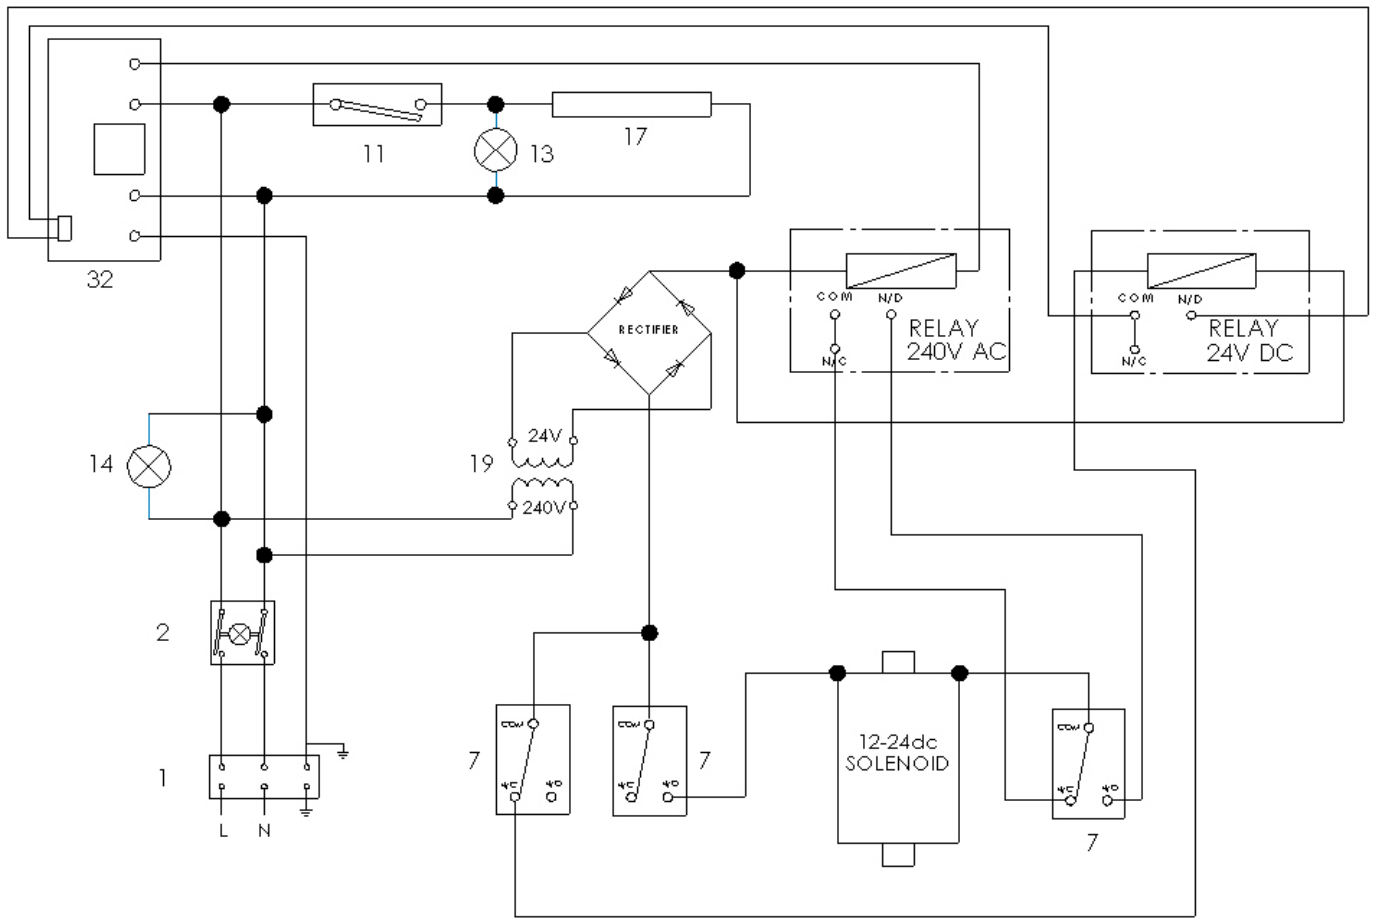 17
11
13
32
COM N/D
RELAY
240V AC
N/C
COM N/D
RELAY
24V DC
N/C
RECTIFIER
24V
14
19
240V
2
COM
COM
COM
12-24dc
SOLENOID
7
7
1
L N
7